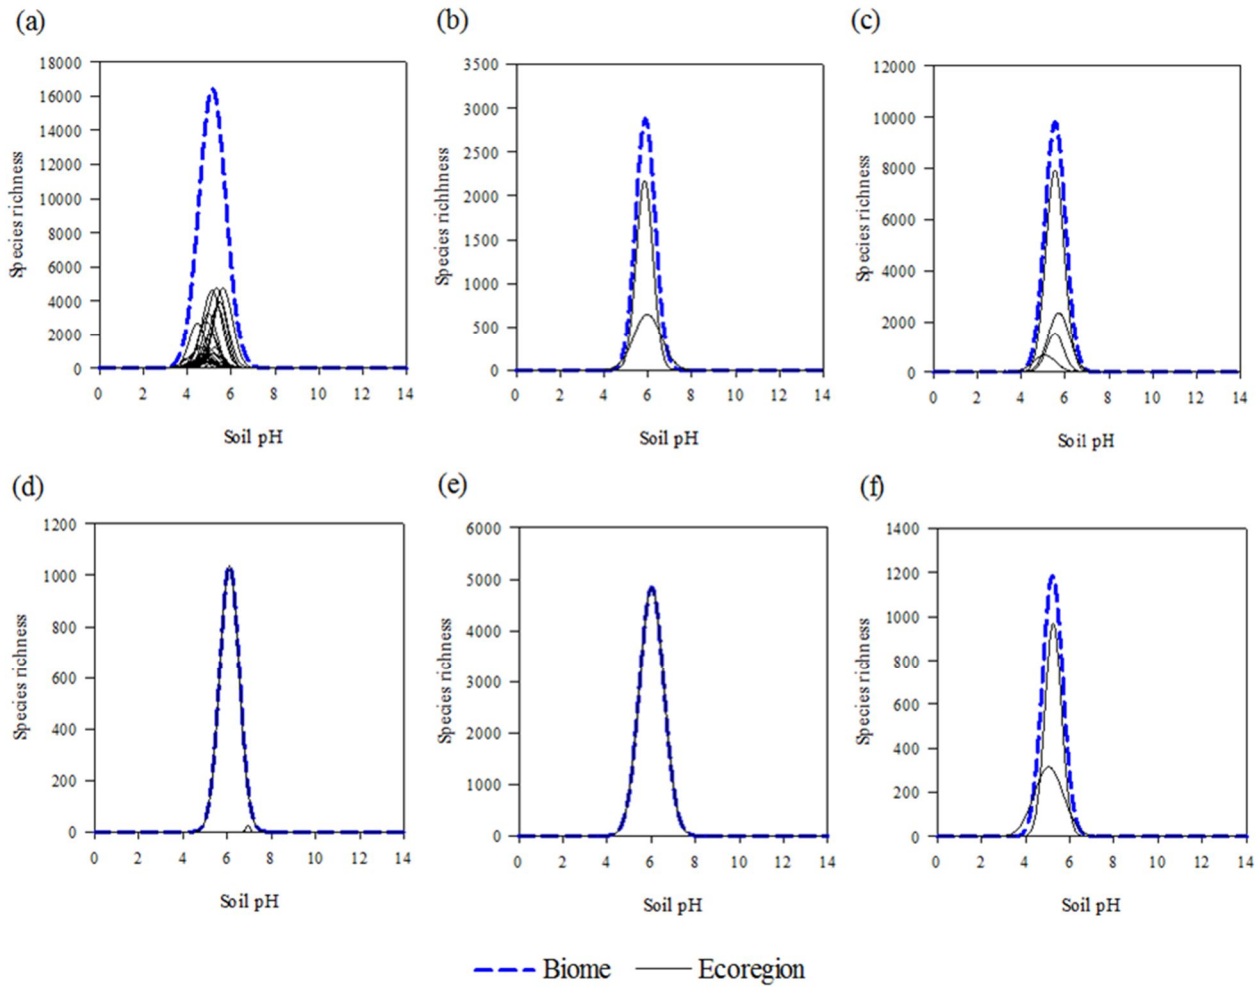 (a)
(b)
(c)
18000
16000
14000
12000
10000
8000
6000
4000
2000
0
Species richness
0 2 4 6 8 10 12 14
Soil pH
3500
3000
2500
2000
1500
1000
500
0
Species richhness
0 2 4 6 8 10 12 14
Soil pH
12000
10000
8000
6000
4000
2000
0
Species richness
0 2 4 6 8 10 12 14
Soil pH
(d)
(e)
(f)
1200
1000
800
600
400
200
0
Species richness
0 2 4 6 8 10 12 14
Soil pH
6000
5000
4000
3000
2000
1000
0
Species richness
0 2 4 6 8 10 12 14
Soil pH
1400
1200
1000
800
600
400
200
0
Species richness
0 2 4 6 8 10 12 14
Soil pH
Biome Ecoregion